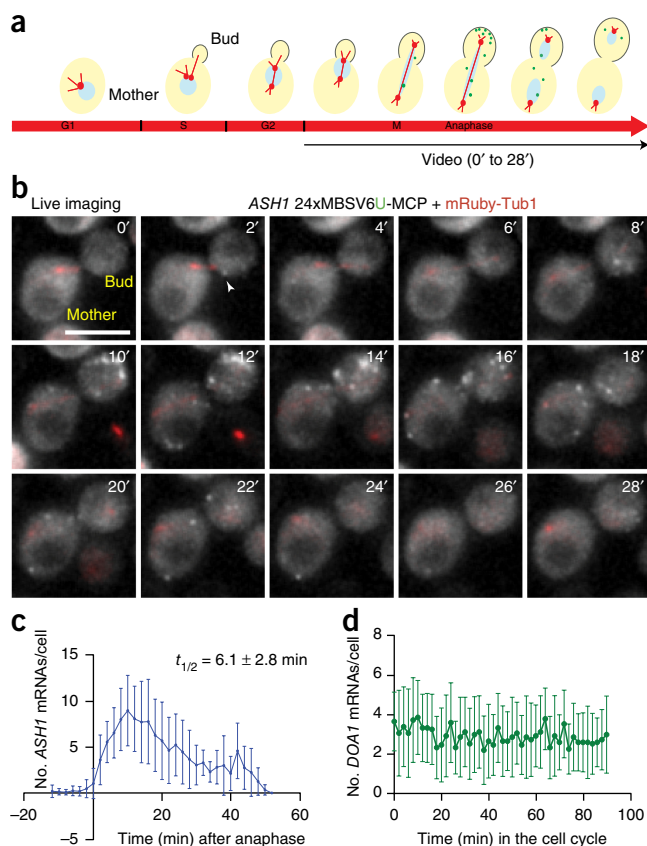 a
Bud
Mother
G1 S G2 M Anaphase
Video (0′ to 28′)
b
Live imaging ASH1 24xMBSV6U-MCP + mRuby-Tub1
0′ 2′ 4′ 6′ 8′
Bud
Mother
10′ 12′ 14′ 16′ 18′
20′ 22′ 24′ 26′ 28′
c
No. ASH1 mRNAs/cell
15
10
5
−5
t1/2 = 6.1 ± 2.8 min
−20 20 40 60
Time (min) after anaphase
d
No. DOA1 mRNAs/cell
8
6
4
2
0
0 20 40 60 80 100
Time (min) in the cell cycle